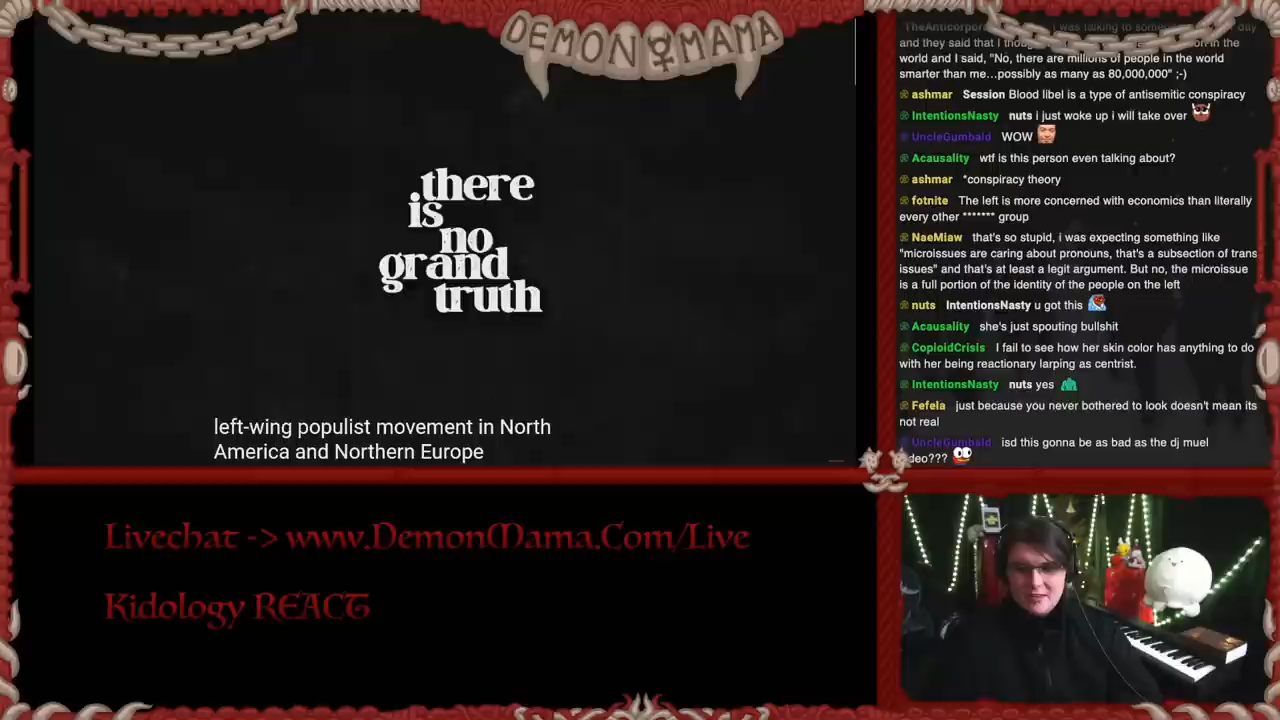 DEMON MAMA
there
is
no
grand
truth
left-wing populist movement in North
America and Northern Europe
Livechat -> www.DemonMama.Com/Live
Kidology REACT
and they said that I
world and I said, "No, there are millions of people in the world
smarter than me...possibly as many as 80,000,000" ;-)
ashmar Session Blood libel is a type of antisemitic conspiracy
IntentionsNasty nuts i just woke up i will take over
UncleGumbald WOW
Acausality wtf is this person even talking about?
ashmar *conspiracy theory
fotnite The left is more concerned with economics than literally
every other ******* group
NaeMiaw that's so stupid, i was expecting something like
"microissues are caring about pronouns, that's a subsection of trans
issues" and that's at least a legit argument. But no, the microissue
is a full portion of the identity of the people on the left
nuts IntentionsNasty u got this
Acausality she's just spouting bullshit
CopioidCrisis I fail to see how her skin color has anything to do
with her being reactionary larping as centrist.
IntentionsNasty nuts yes
Fefela just because you never bothered to look doesn't mean its
not real
UncleGumbald isd this gonna be as bad as the dj muel
deo???